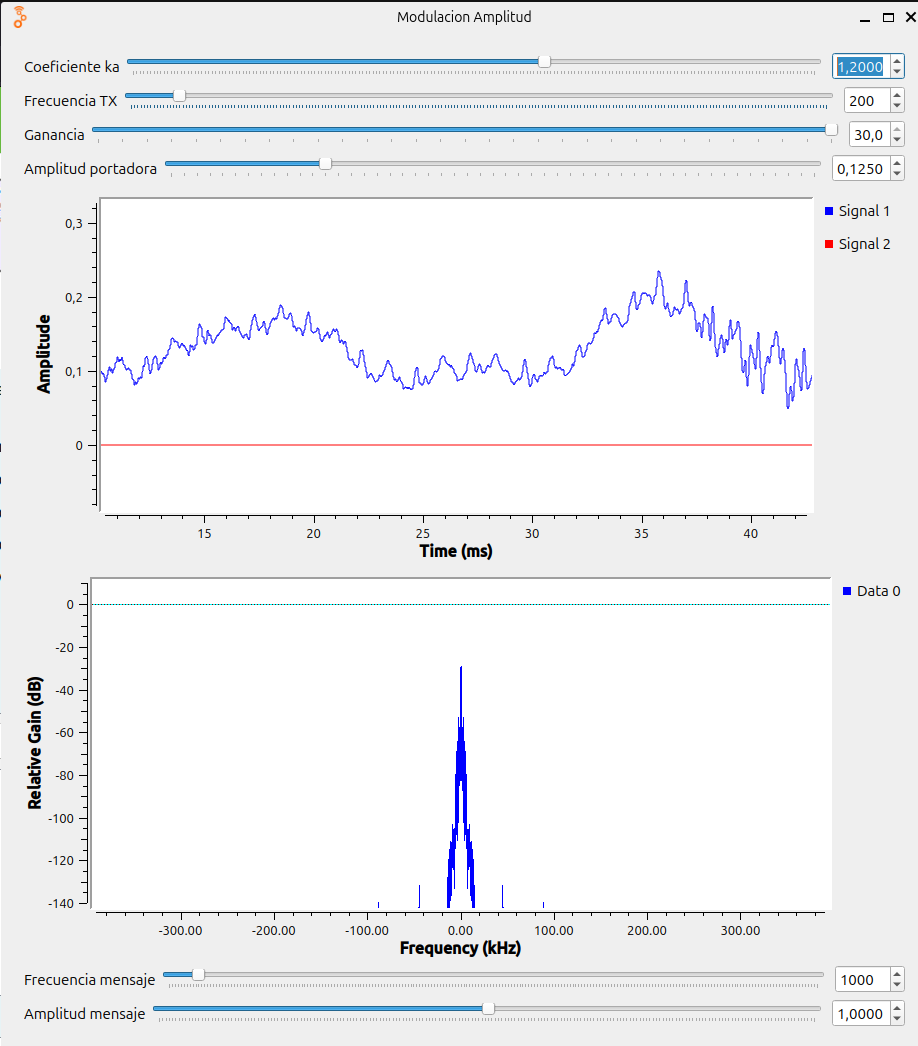 Modulacion Amplitud
Coeficiente ka 1,2000
Frecuencia TX 200
Ganancia 30,0
Amplitud portadora 0,1250
Signal 1
Signal 2
Amplitude
0,3
0,2
0,1
0
15 20 25 30 35 40
Time (ms)
Data 0
Relative Gain (dB)
0
-20
-40
-60
-80
-100
-120
-140
-300.00 -200.00 -100.00 0.00 100.00 200.00 300.00
Frequency (kHz)
Frecuencia mensaje 1000
Amplitud mensaje 1,0000